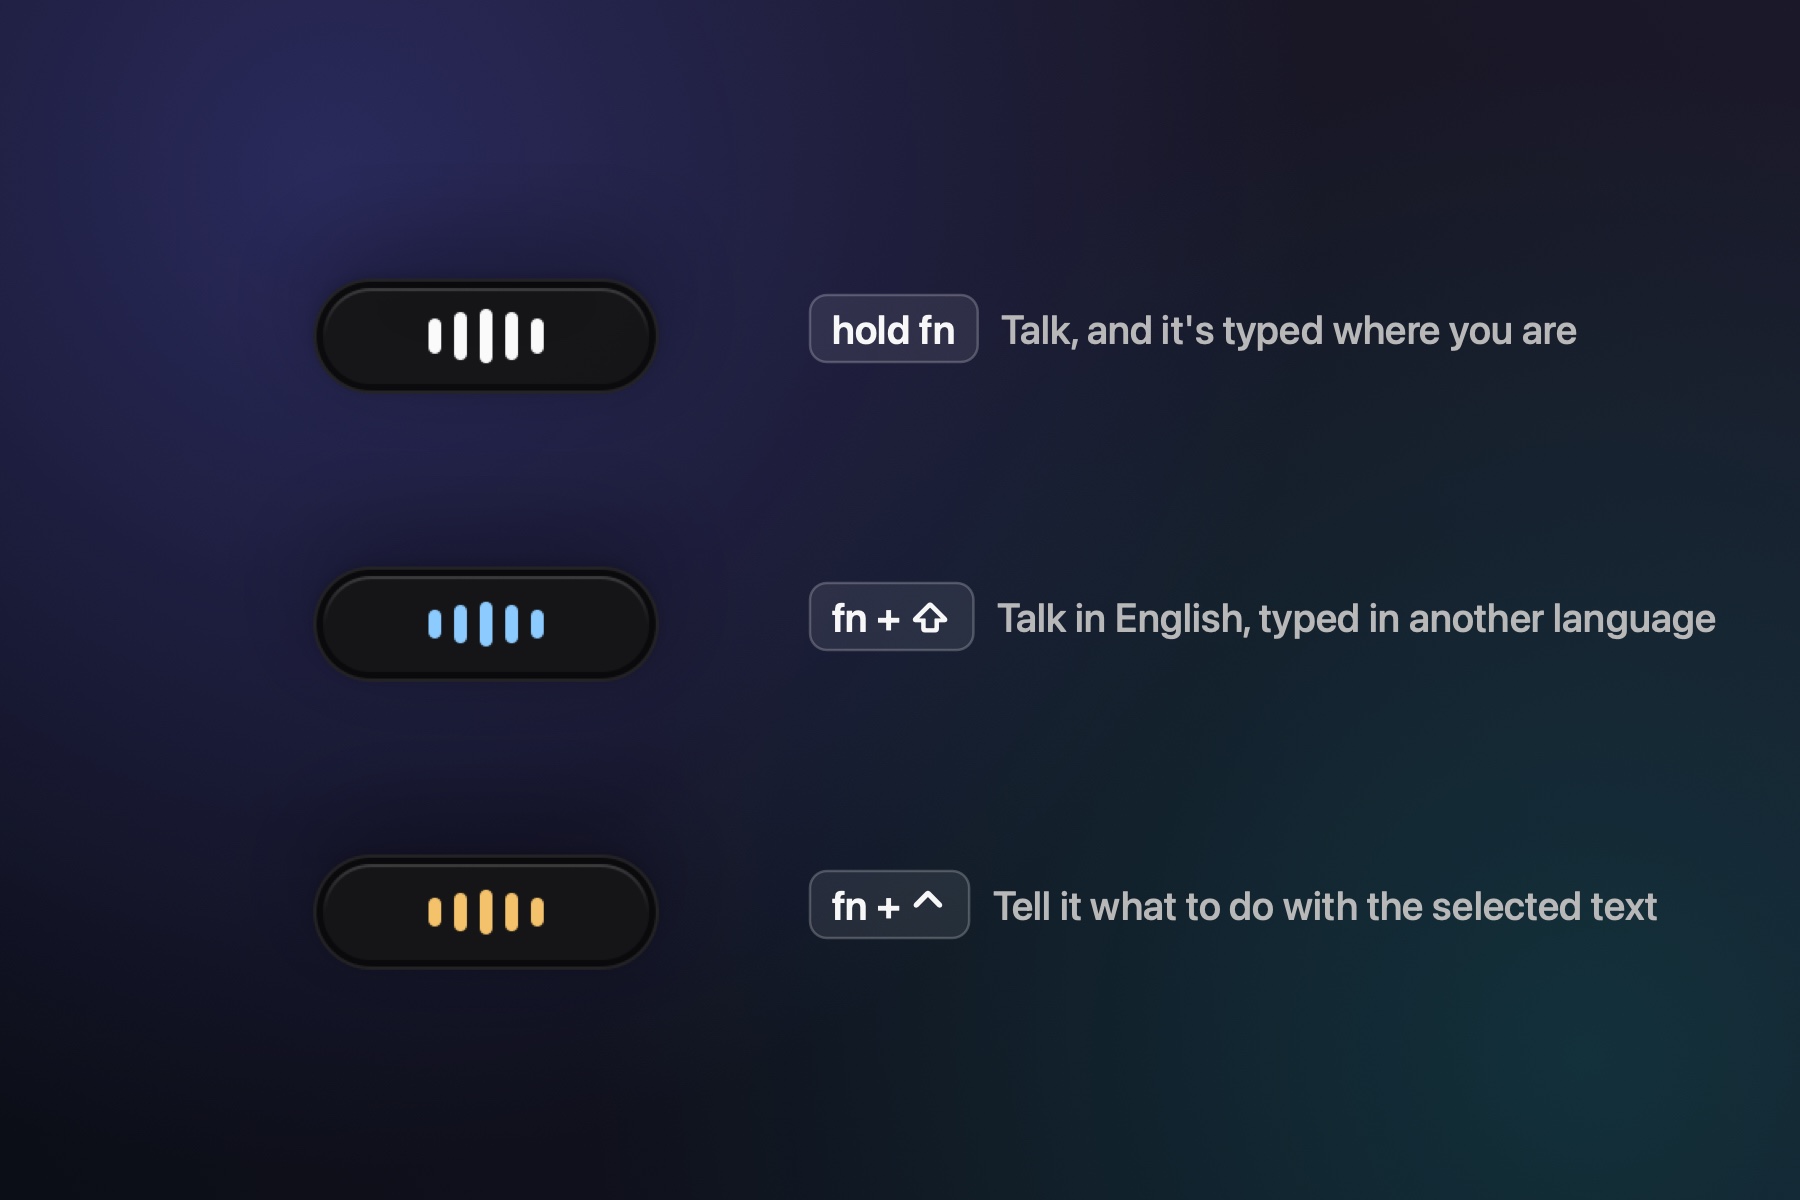 hold fn Talk, and it's typed where you are
fn + ⇧ Talk in English, typed in another language
fn + ^ Tell it what to do with the selected text